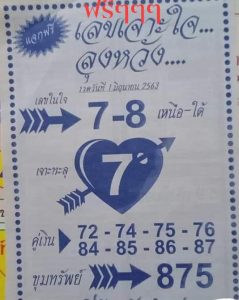 ฟรีๆๆๆ
แจกฟรี
เลขเจาะใจ...
ลุงหวัง....
งวดวันที่ 1 มิถุนายน 2563
เลขในใจ
7-8 เหนือ-ใต้
เจาะทะลุ
7
คู่เงิน 72 - 74 - 75 - 76
84 - 85 - 86 - 87
ขุมทรัพย์ 875